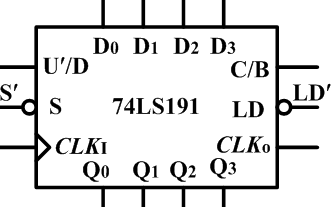 D₀ D₁ D₂ D₃
U′/D C/B
S′ S 74LS191 LD LD′
CLKI CLKo
Q₀ Q₁ Q₂ Q₃